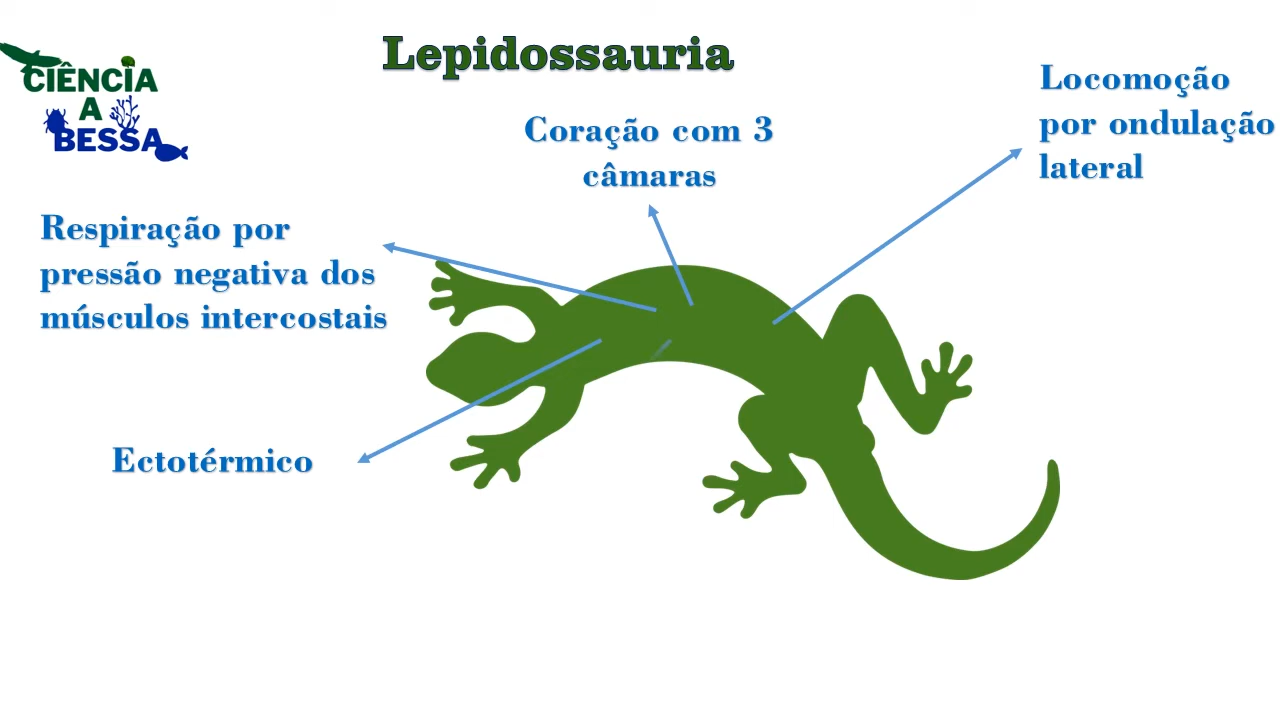 CIÊNCIA
A
BESSA
Lepidossauria
Coração com 3
câmaras
Locomoção
por ondulação
lateral
Respiração por
pressão negativa dos
músculos intercostais
Ectotérmico